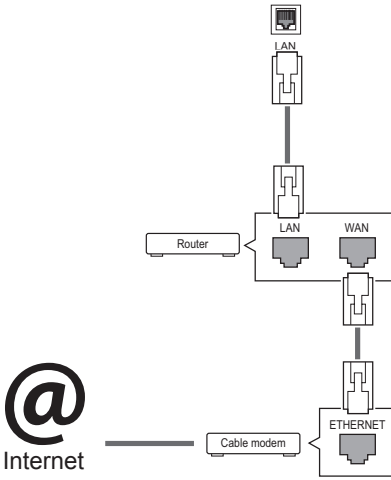 LAN
LAN WAN
Router
ETHERNET
@
Internet
Cable modem